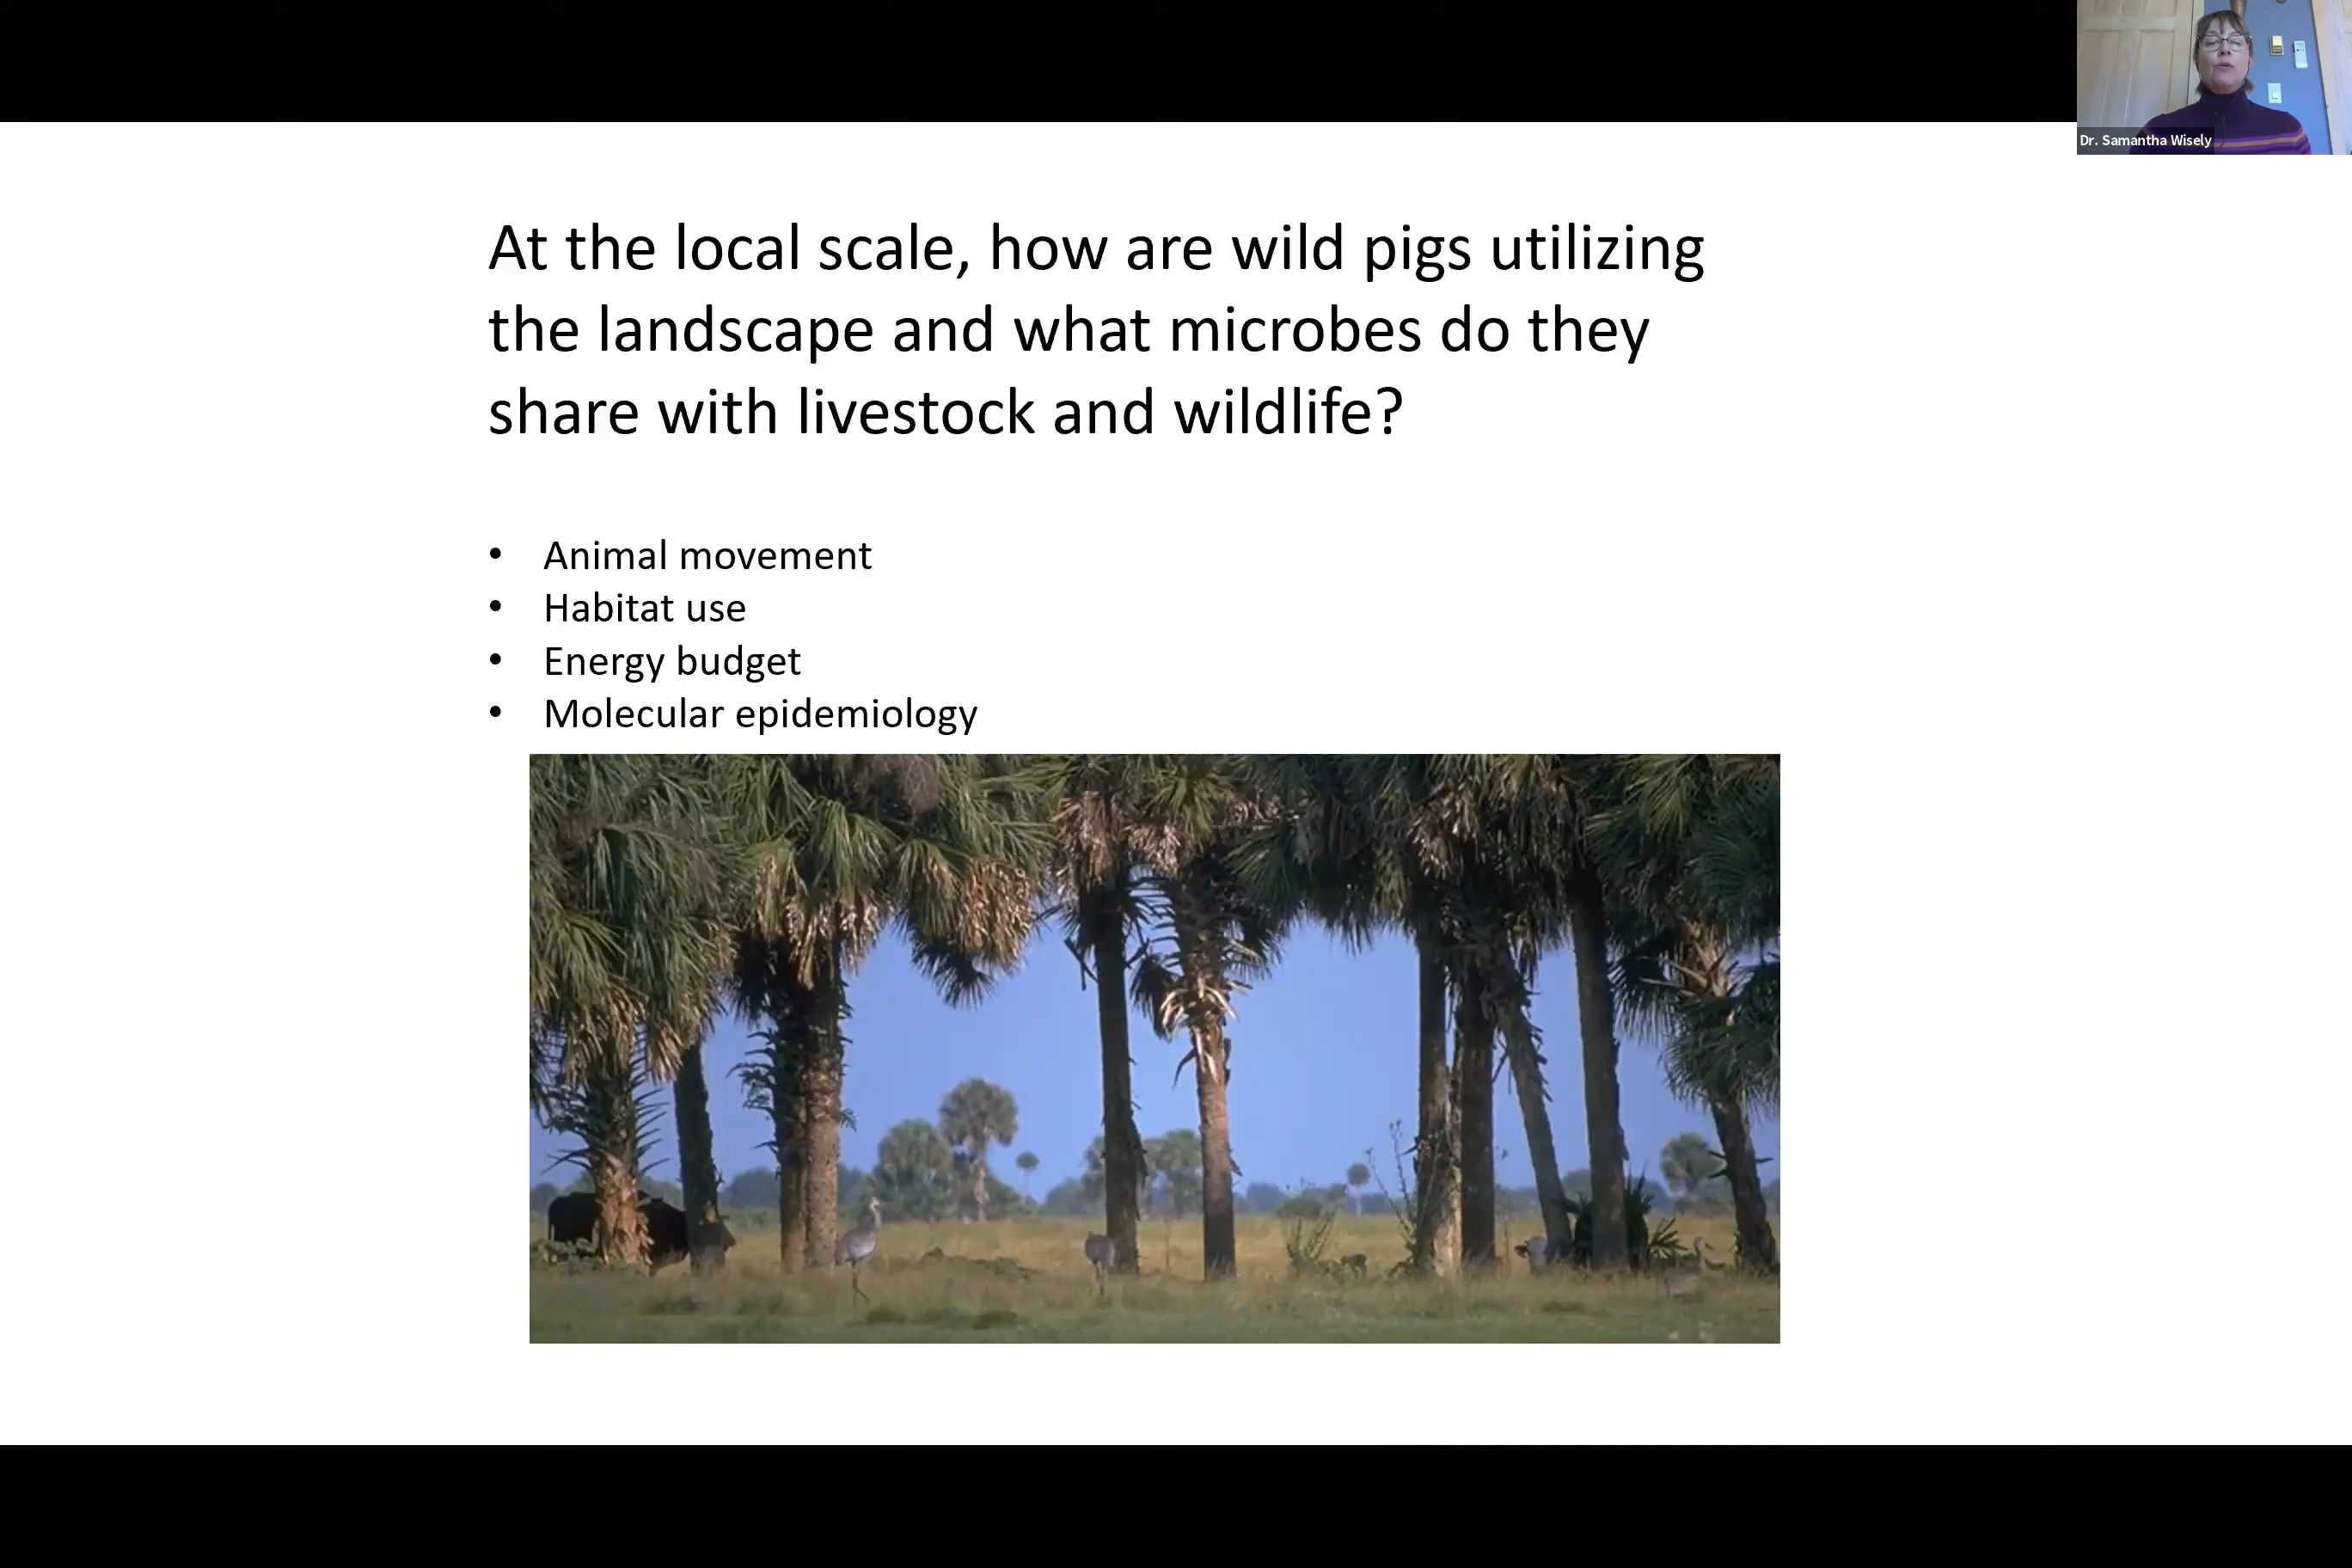 Dr. Samantha Wisely
At the local scale, how are wild pigs utilizing
the landscape and what microbes do they
share with livestock and wildlife?
• Animal movement
• Habitat use
• Energy budget
• Molecular epidemiology